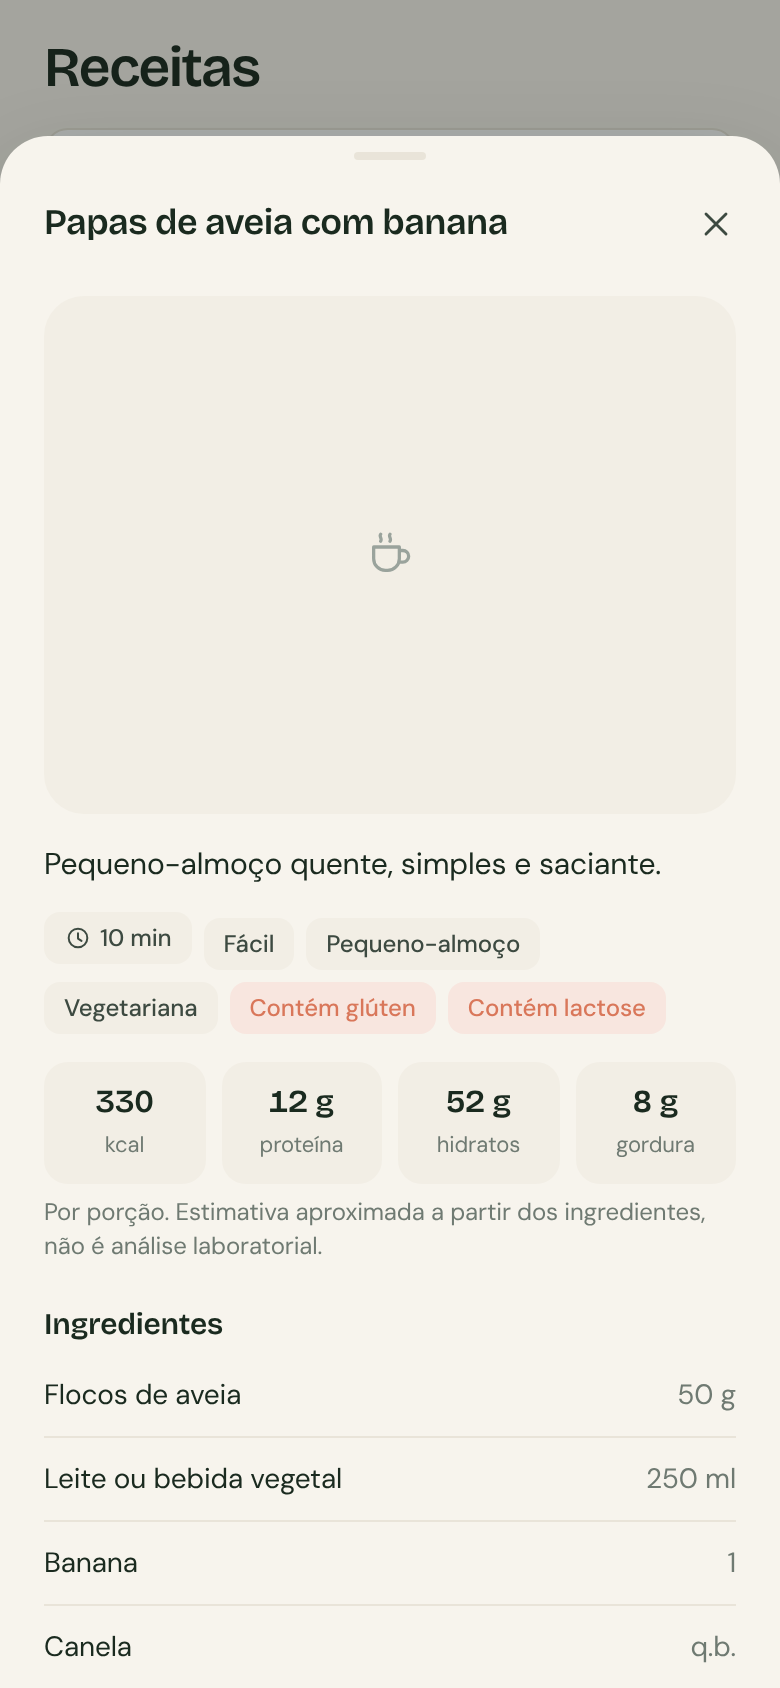 Receitas
Papas de aveia com banana
Pequeno-almoço quente, simples e saciante.
10 min Fácil Pequeno-almoço
Vegetariana Contém glúten Contém lactose
330 12 g 52 g 8 g
kcal proteína hidratos gordura
Por porção. Estimativa aproximada a partir dos ingredientes,
não é análise laboratorial.
Ingredientes
Flocos de aveia 50 g
Leite ou bebida vegetal 250 ml
Banana 1
Canela q.b.